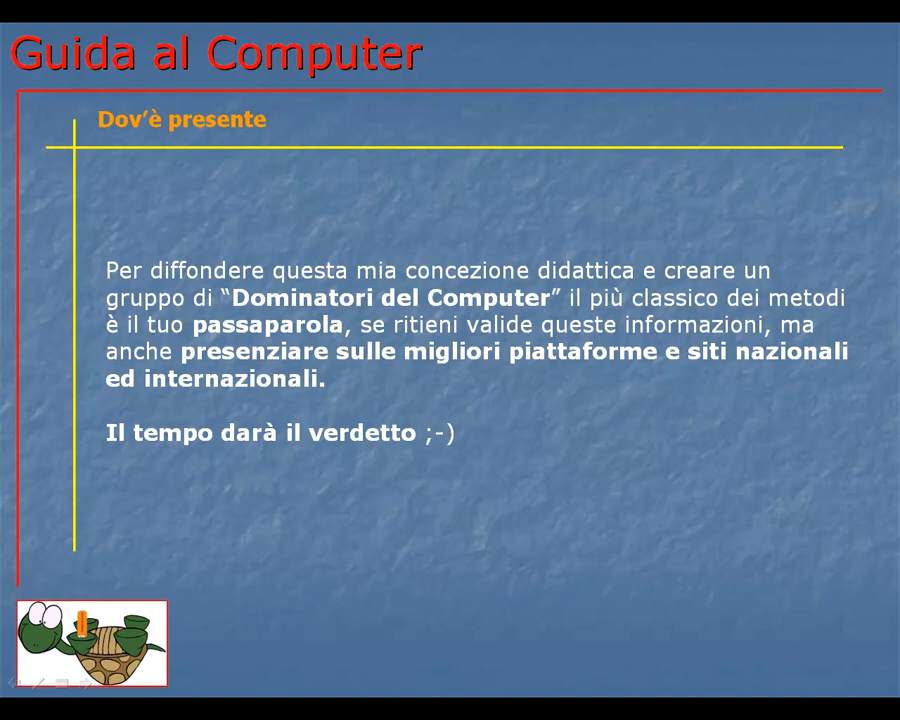 Guida al Computer
Dov'è presente
Per diffondere questa mia concezione didattica e creare un
gruppo di “Dominatori del Computer” il più classico dei metodi
è il tuo passaparola, se ritieni valide queste informazioni, ma
anche presenziare sulle migliori piattaforme e siti nazionali
ed internazionali.
Il tempo darà il verdetto ;-)